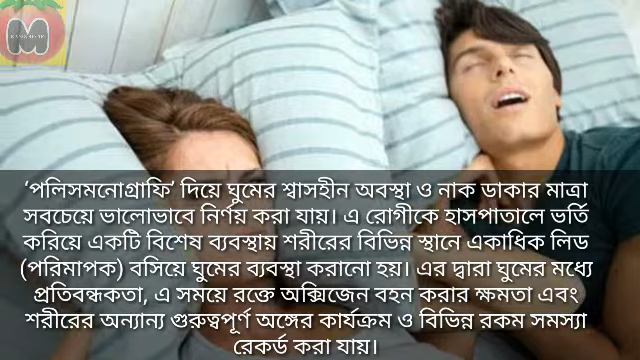 ‘পলিসমনোগ্রাফি’ দিয়ে ঘুমের শ্বাসহীন অবস্থা ও নাক ডাকার মাত্রা
সবচেয়ে ভালোভাবে নির্ণয় করা যায়। এ রোগীকে হাসপাতালে ভর্তি
করিয়ে একটি বিশেষ ব্যবস্থায় শরীরের বিভিন্ন স্থানে একাধিক লিড
(পরিমাপক) বসিয়ে ঘুমের ব্যবস্থা করানো হয়। এর দ্বারা ঘুমের মধ্যে
প্রতিবন্ধকতা, এ সময়ে রক্তে অক্সিজেন বহন করার ক্ষমতা এবং
শরীরের অন্যান্য গুরুত্বপূর্ণ অঙ্গের কার্যক্রম ও বিভিন্ন রকম সমস্যা
রেকর্ড করা যায়।